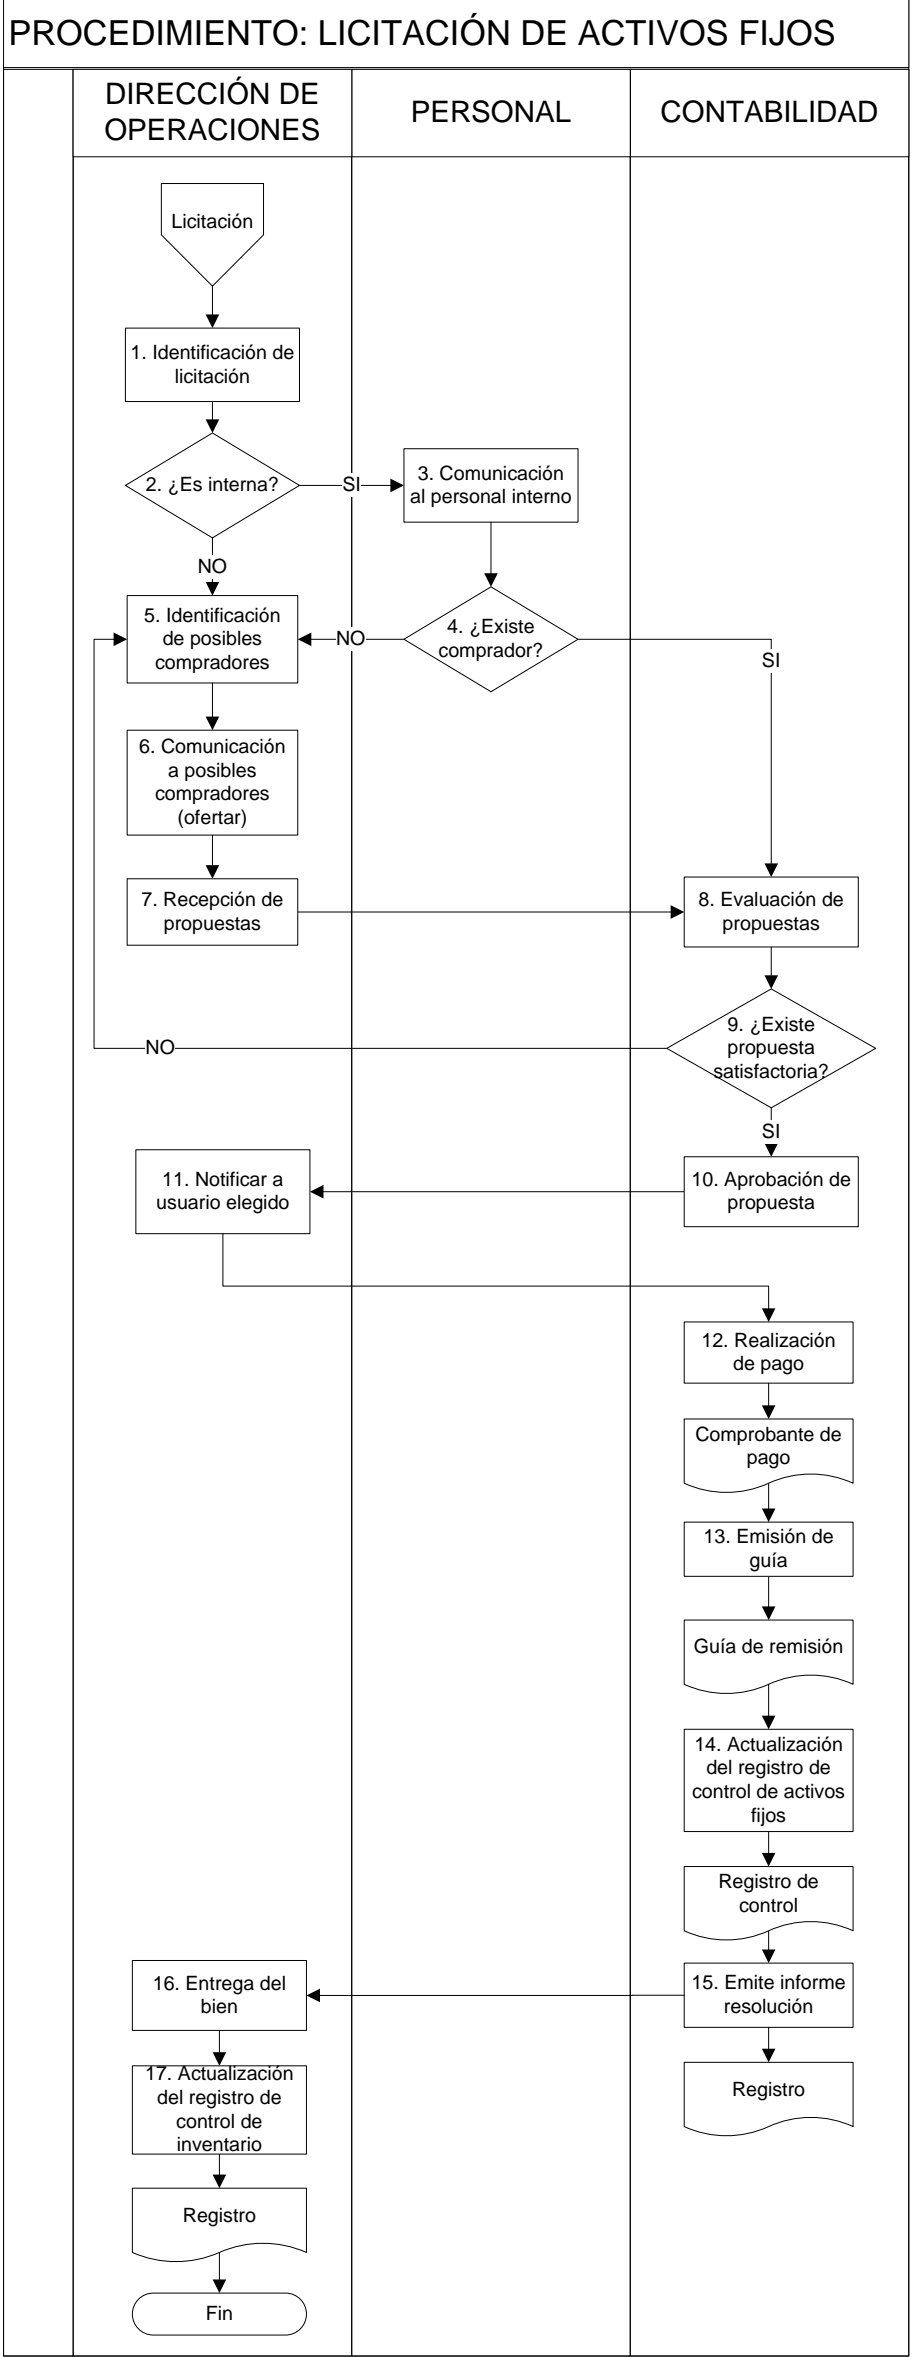 PROCEDIMIENTO: LICITACIÓN DE ACTIVOS FIJOS
DIRECCIÓN DE
OPERACIONES
PERSONAL
CONTABILIDAD
Licitación
1. Identificación de
licitación
2. ¿Es interna?
SI
3. Comunicación
al personal interno
NO
5. Identificación
de posibles
compradores
NO
4. ¿Existe
comprador?
SI
6. Comunicación
a posibles
compradores
(ofertar)
7. Recepción de
propuestas
8. Evaluación de
propuestas
9. ¿Existe
propuesta
satisfactoria?
NO
SI
10. Aprobación de
propuesta
11. Notificar a
usuario elegido
12. Realización
de pago
Comprobante de
pago
13. Emisión de
guía
Guía de remisión
14. Actualización
del registro de
control de activos
fijos
Registro de
control
15. Emite informe
resolución
16. Entrega del
bien
Registro
17. Actualización
del registro de
control de
inventario
Registro
Fin